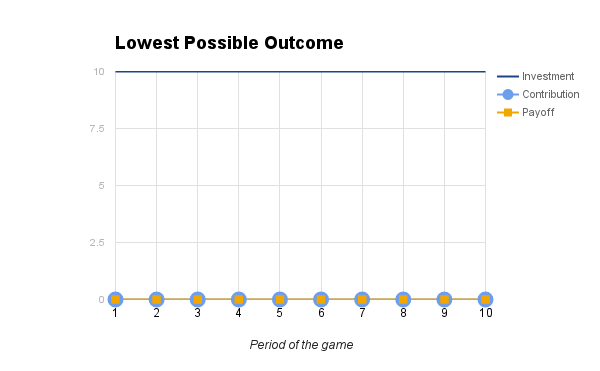 Lowest Possible Outcome
10
7.5
5
2.5
0
1 2 3 4 5 6 7 8 9 10
Period of the game
Investment
Contribution
Payoff